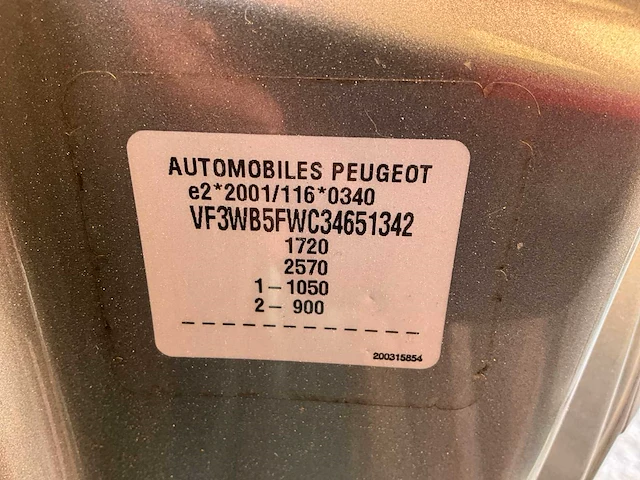 AUTOMOBILES PEUGEOT
e2*2001/116*0340
VF3WB5FWC34651342
1720
2570
1 – 1050
2 – 900
200315854